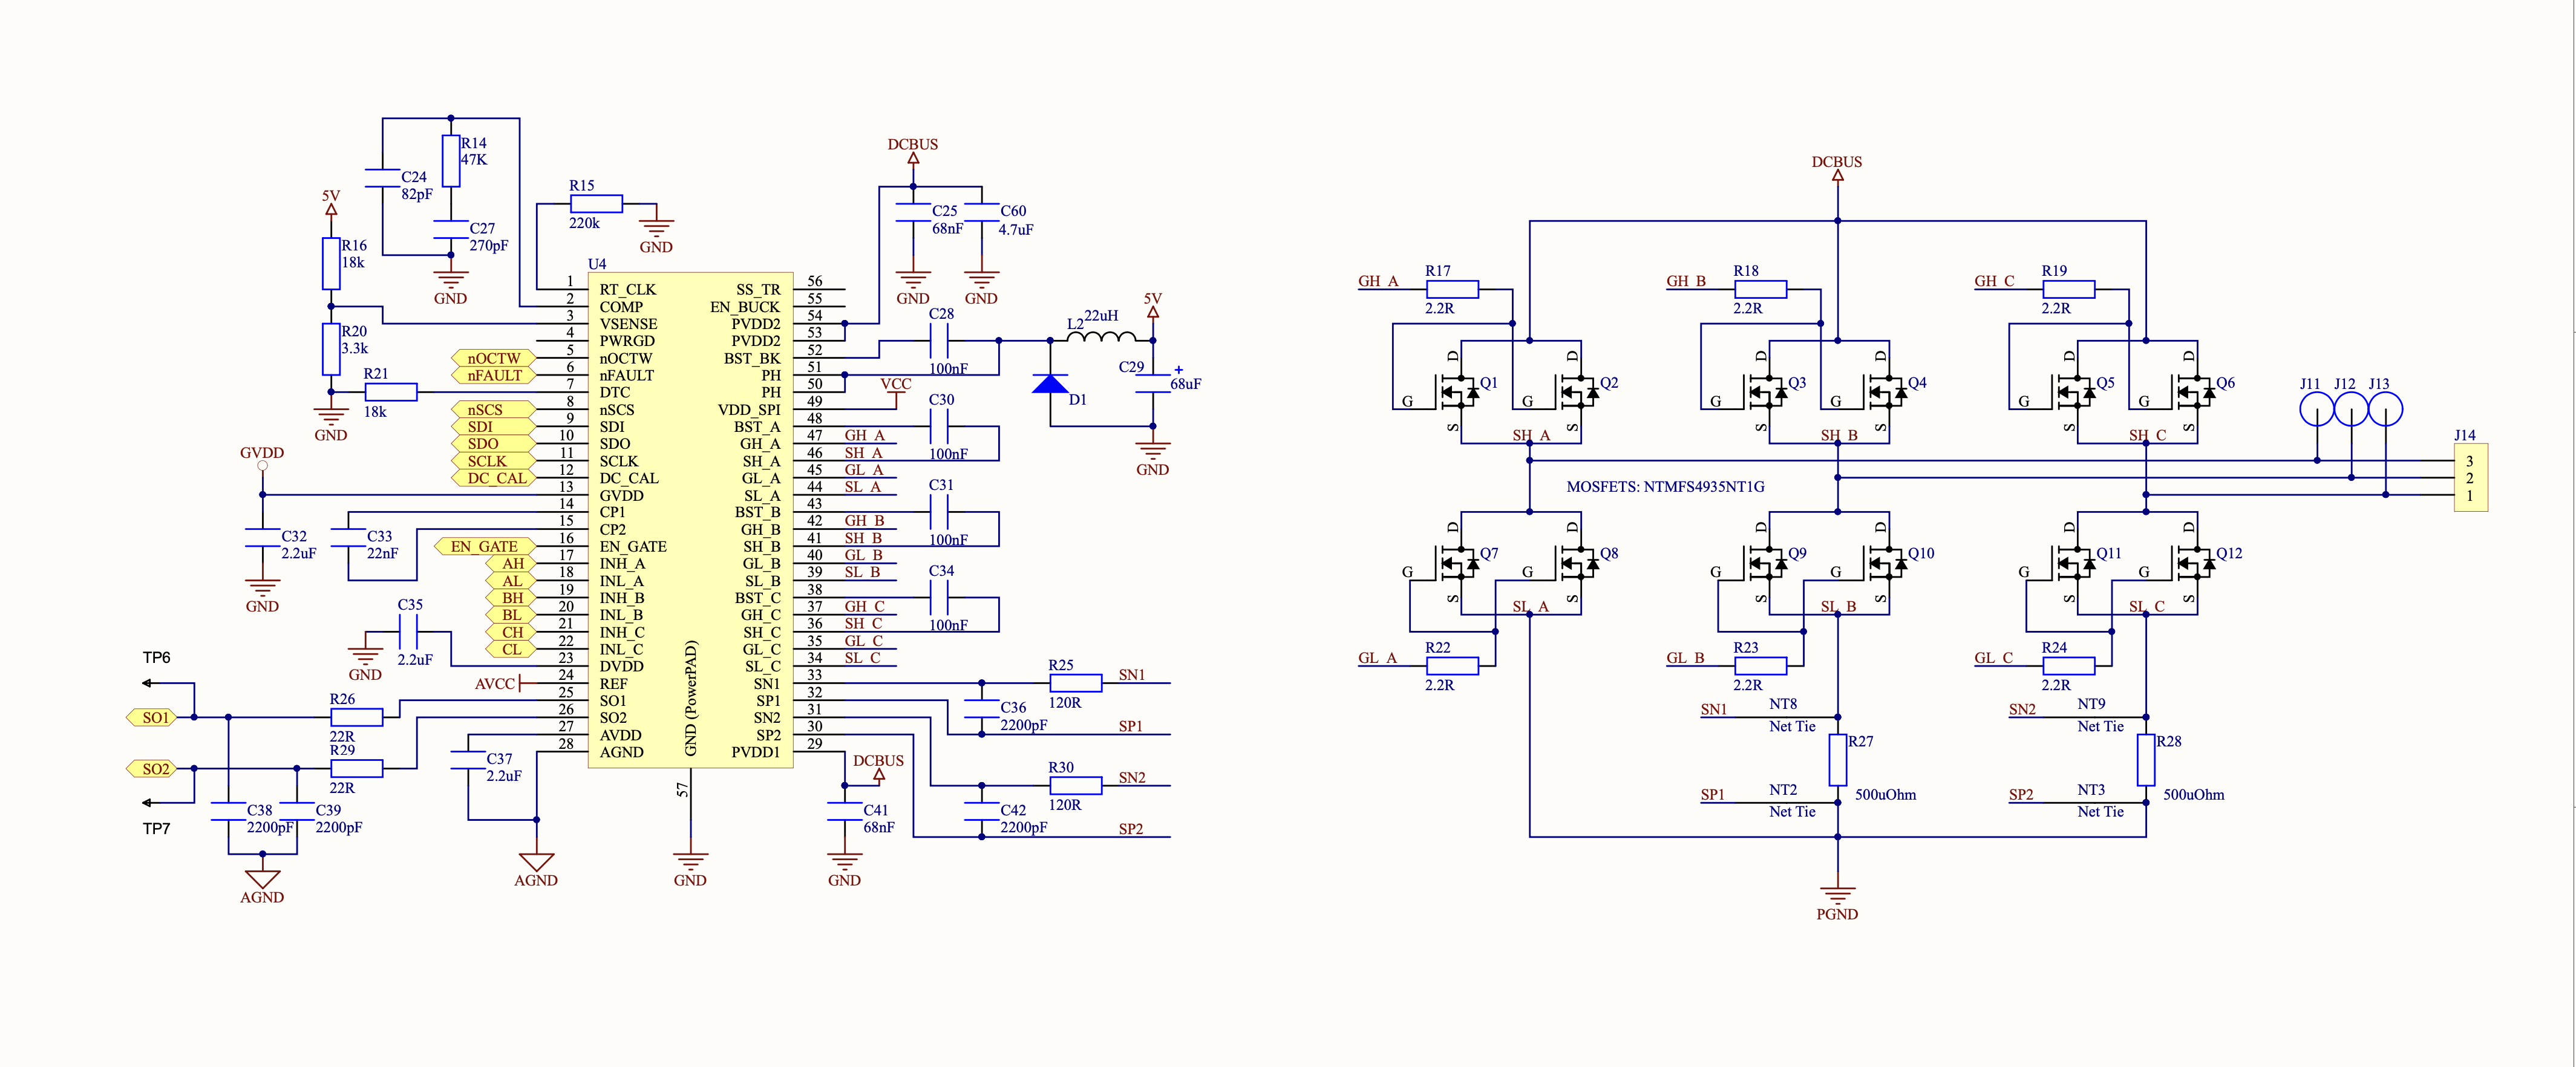 R14
47K
C24
82pF
C27
270pF
5V
R16
18k
R20
3.3k
R21
18k
GND
GND
R15
220k
GND
U4
DCBUS
C25
68nF
C60
4.7uF
GND
GND
C28
100nF
L2
22uH
5V
D1
C29
+
68uF
GND
VCC
C30
100nF
C31
100nF
C34
100nF
1 RT_CLK
2 COMP
3 VSENSE
4 PWRGD
nOCTW 5 nOCTW
nFAULT 6 nFAULT
7 DTC
nSCS 8 nSCS
SDI 9 SDI
SDO 10 SDO
SCLK 11 SCLK
DC_CAL 12 DC_CAL
13 GVDD
14 CP1
15 CP2
EN_GATE 16 EN_GATE
AH 17 INH_A
AL 18 INL_A
BH 19 INH_B
BL 20 INL_B
CH 21 INH_C
CL 22 INL_C
23 DVDD
AVCC 24 REF
25 SO1
26 SO2
27 AVDD
28 AGND
SS_TR 56
EN_BUCK 55
PVDD2 54
PVDD2 53
BST_BK 52
PH 51
PH 50
VDD_SPI 49
BST_A 48
GH_A 47 GH_A
SH_A 46 SH_A
GL_A 45 GL_A
SL_A 44 SL_A
BST_B 43
GH_B 42 GH_B
SH_B 41 SH_B
GL_B 40 GL_B
SL_B 39 SL_B
BST_C 38
GH_C 37 GH_C
SH_C 36 SH_C
GL_C 35 GL_C
SL_C 34 SL_C
SN1 33
SP1 32
SN2 31
SP2 30
PVDD1 29
GND (PowerPAD)
57
GND
GVDD
C32
2.2uF
GND
C33
22nF
C35
2.2uF
GND
TP6
SO1
R26
22R
SO2
R29
22R
TP7
C38
2200pF
C39
2200pF
AGND
C37
2.2uF
AGND
DCBUS
C41
68nF
GND
R25
120R
SN1
C36
2200pF
SP1
R30
120R
SN2
C42
2200pF
SP2
DCBUS
GH_A
R17
2.2R
GH_B
R18
2.2R
GH_C
R19
2.2R
D
G
S
Q1
D
G
S
Q2
D
G
S
Q3
D
G
S
Q4
D
G
S
Q5
D
G
S
Q6
SH_A
SH_B
SH_C
J11
J12
J13
J14
3
2
1
MOSFETS: NTMFS4935NT1G
D
G
S
Q7
D
G
S
Q8
D
G
S
Q9
D
G
S
Q10
D
G
S
Q11
D
G
S
Q12
SL_A
SL_B
SL_C
GL_A
R22
2.2R
GL_B
R23
2.2R
GL_C
R24
2.2R
SN1
NT8
Net Tie
R27
500uOhm
SP1
NT2
Net Tie
SN2
NT9
Net Tie
R28
500uOhm
SP2
NT3
Net Tie
PGND